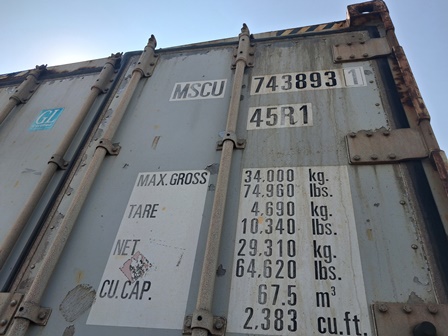 MSCU 743893 1
45R1
GL
MAX.GROSS 34.000 kg.
74.960 lbs.
TARE 4.690 kg.
10.340 lbs.
NET 29.310 kg.
64.620 lbs.
CU.CAP. 67.5 m³
2.383 cu.ft.